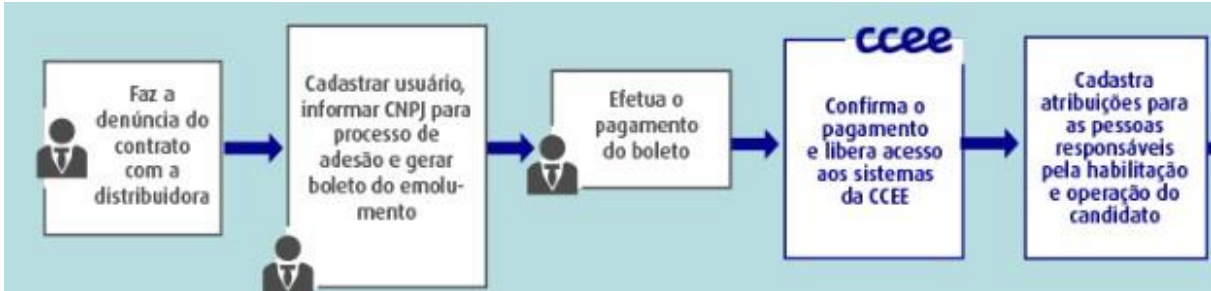 Faz a
denúncia do
contrato
com a
distribuidora
Cadastrar usuário,
informar CNPJ para
processo de
adesão e gerar
boleto do emolu-
mento
Efetua o
pagamento
do boleto
ccee
Confirma o
pagamento
e libera acesso
aos sistemas
da CCEE
Cadastra
atribuições para
as pessoas
responsáveis
pela habilitação
e operação do
candidato